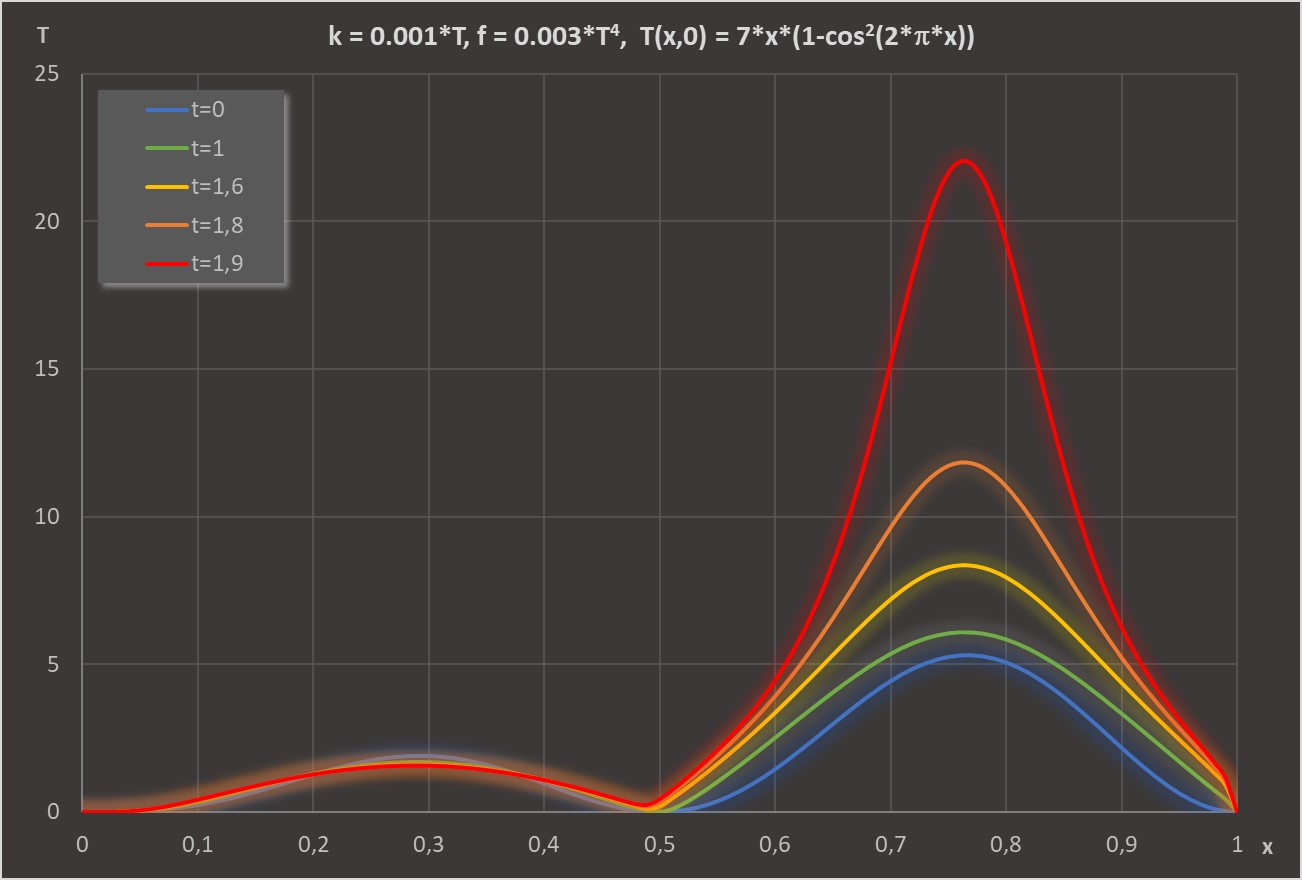 T
k = 0.001*T, f = 0.003*T⁴,  T(x,0) = 7*x*(1-cos²(2*π*x))
25
t=0
t=1
t=1,6
t=1,8
t=1,9
20
15
10
5
0
0 0,1 0,2 0,3 0,4 0,5 0,6 0,7 0,8 0,9 1 x